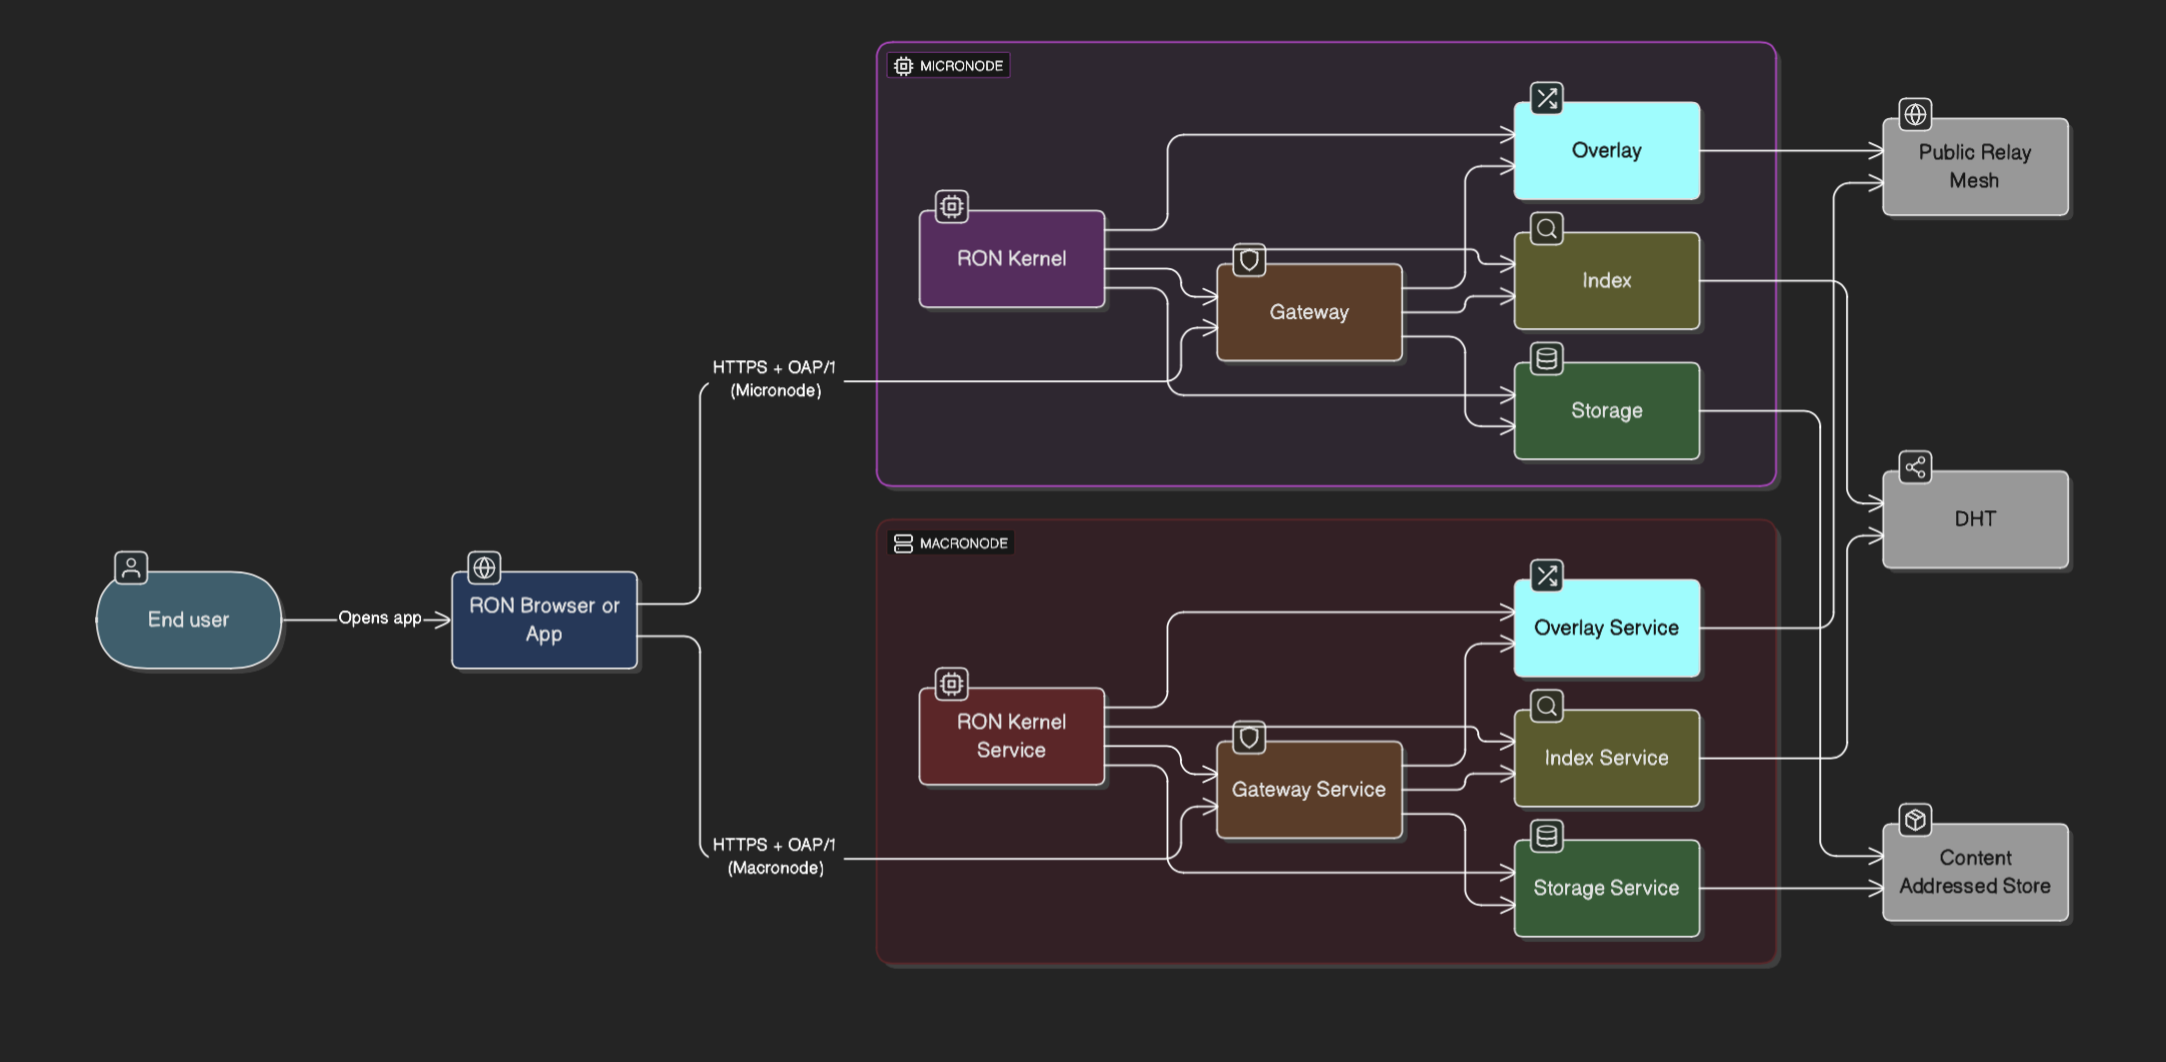 MICRONODE
Overlay
Public Relay
Mesh
RON Kernel
Index
Gateway
HTTPS + OAP/1
(Micronode)
Storage
DHT
MACRONODE
End user
Opens app
RON Browser or
App
Overlay Service
RON Kernel
Service
Index Service
Gateway Service
HTTPS + OAP/1
(Macronode)
Storage Service
Content
Addressed Store